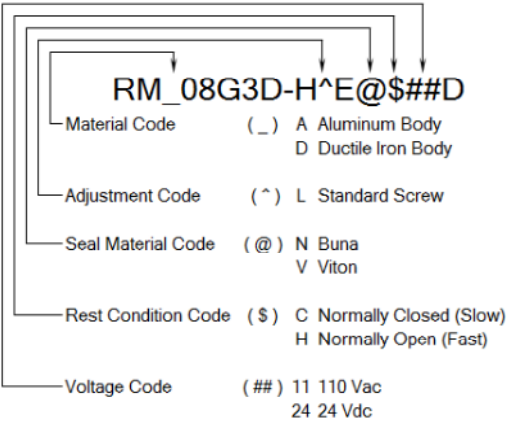 RM_08G3D-H^E@$##D
Material Code ( _ ) A Aluminum Body
D Ductile Iron Body
Adjustment Code ( ^ ) L Standard Screw
Seal Material Code ( @ ) N Buna
V Viton
Rest Condition Code ( $ ) C Normally Closed (Slow)
H Normally Open (Fast)
Voltage Code ( ## ) 11 110 Vac
24 24 Vdc